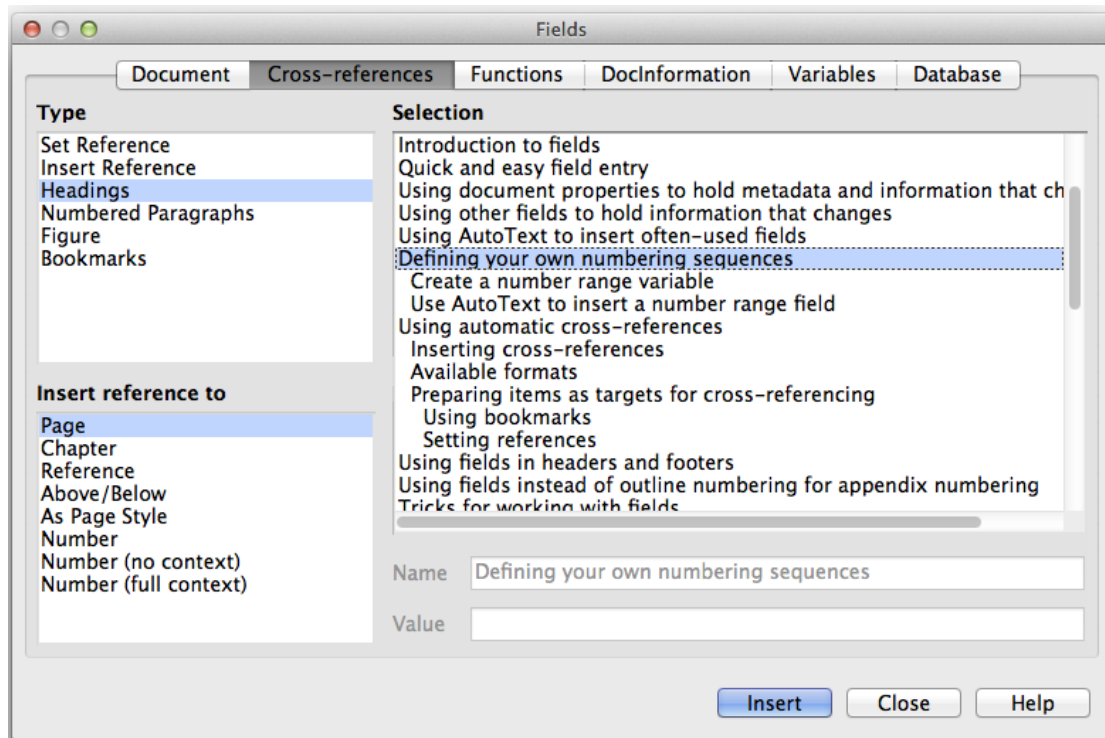 Fields
Document Cross-references Functions DocInformation Variables Database
Type
Set Reference
Insert Reference
Headings
Numbered Paragraphs
Figure
Bookmarks
Insert reference to
Page
Chapter
Reference
Above/Below
As Page Style
Number
Number (no context)
Number (full context)
Selection
Introduction to fields
Quick and easy field entry
Using document properties to hold metadata and information that ch
Using other fields to hold information that changes
Using AutoText to insert often-used fields
Defining your own numbering sequences
Create a number range variable
Use AutoText to insert a number range field
Using automatic cross-references
Inserting cross-references
Available formats
Preparing items as targets for cross-referencing
Using bookmarks
Setting references
Using fields in headers and footers
Using fields instead of outline numbering for appendix numbering
Tricks for working with fields
Name Defining your own numbering sequences
Value
Insert Close Help